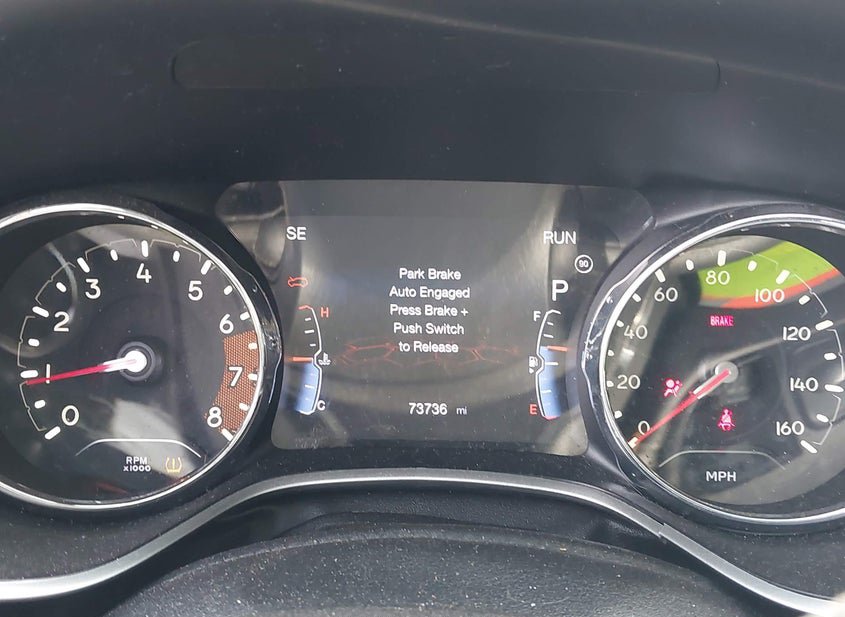 SE
RUN
90
Park Brake
Auto Engaged
Press Brake +
Push Switch
to Release
P
H
C
F
E
73736 mi
0
1
2
3
4
5
6
7
8
RPM
x1000
0
20
40
60
80
100
120
140
160
BRAKE
MPH